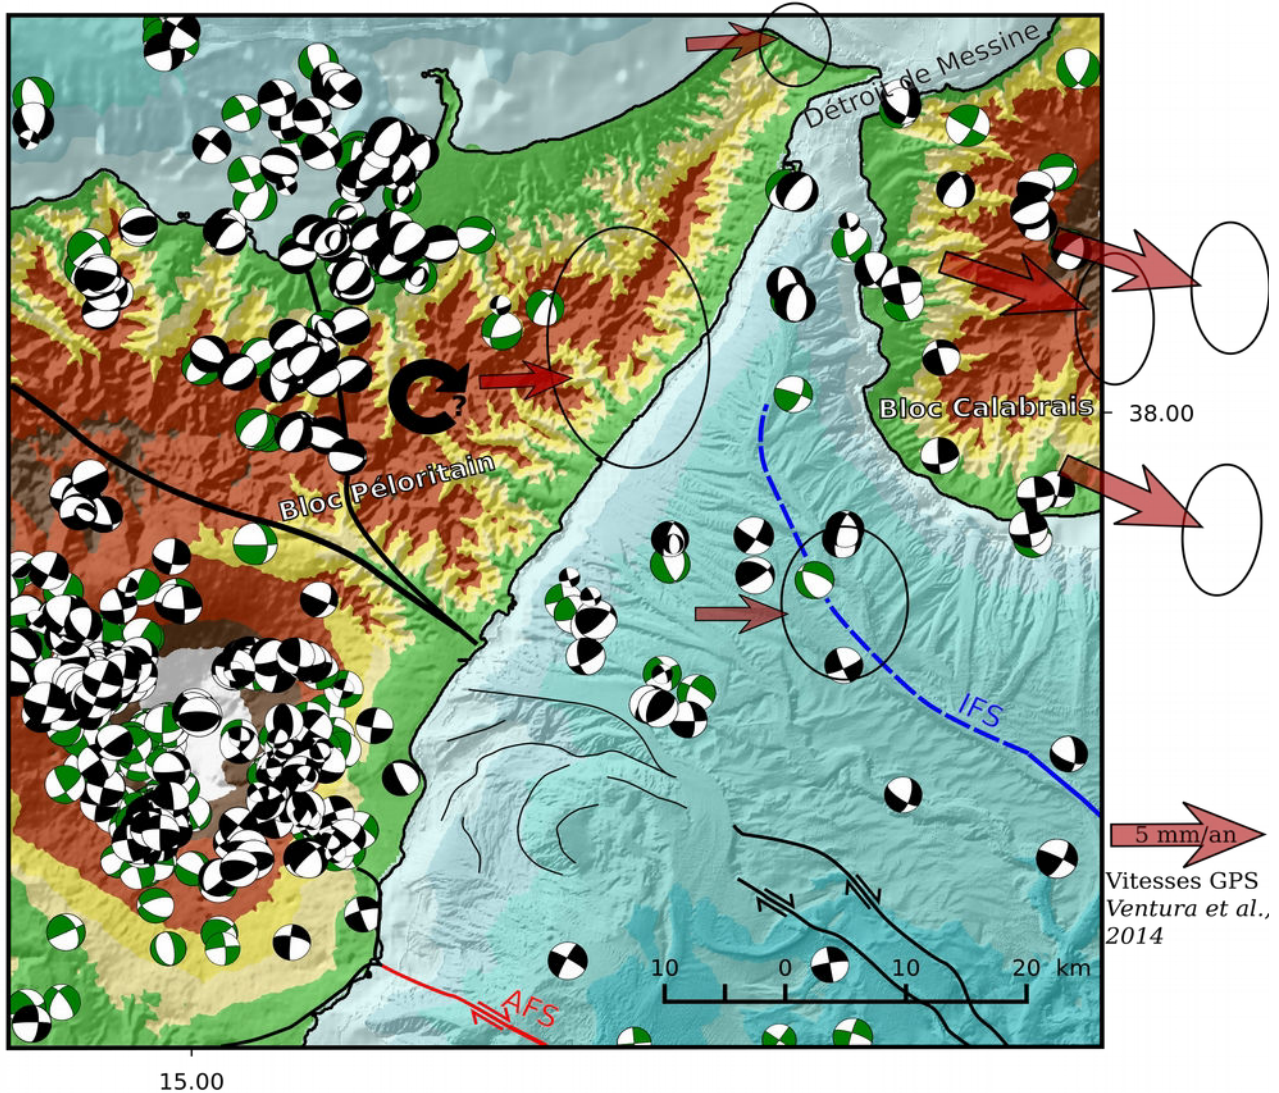 Détroit de Messine
?
Bloc Calabrais
38.00
Bloc Péloritain
IFS
5 mm/an
Vitesses GPS
Ventura et al.,
2014
10 0 10 20 km
AFS
15.00